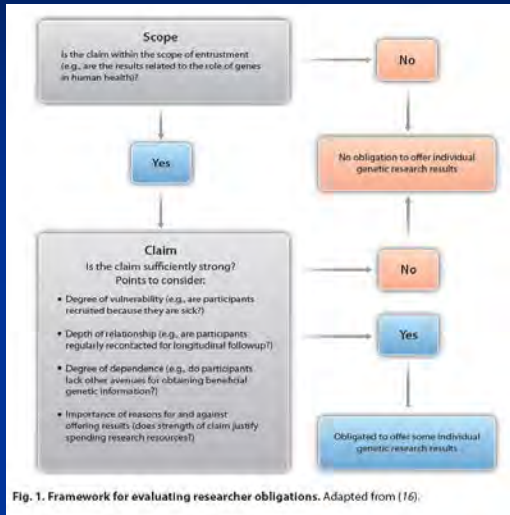 Scope
Is the claim within the scope of entrustment
(e.g., are the results related to the role of genes
in human health)?
No
Yes
No obligation to offer individual
genetic research results
Claim
Is the claim sufficiently strong?
Points to consider:
• Degree of vulnerability (e.g., are participants
recruited because they are sick?)
• Depth of relationship (e.g., are participants
regularly recontacted for longitudinal followup?)
• Degree of dependence (e.g., do participants
lack other avenues for obtaining beneficial
genetic information?)
• Importance of reasons for and against
offering results (does strength of claim justify
spending research resources?)
No
Yes
Obligated to offer some individual
genetic research results
Fig. 1. Framework for evaluating researcher obligations. Adapted from (16).